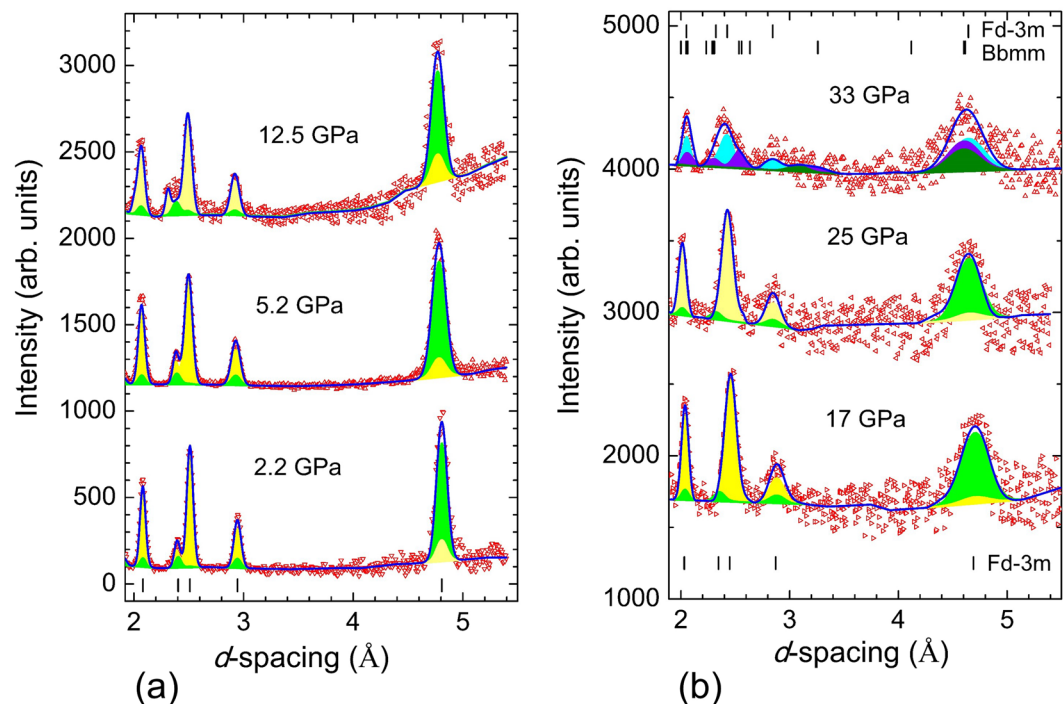 3000
2500
2000
1500
1000
500
0
Intensity (arb. units)
12.5 GPa
5.2 GPa
2.2 GPa
2 3 4 5
d-spacing (Å)
(a)
5000
4000
3000
2000
1000
Intensity (arb. units)
Fd-3m
Bbmm
33 GPa
25 GPa
17 GPa
Fd-3m
2 3 4 5
d-spacing (Å)
(b)